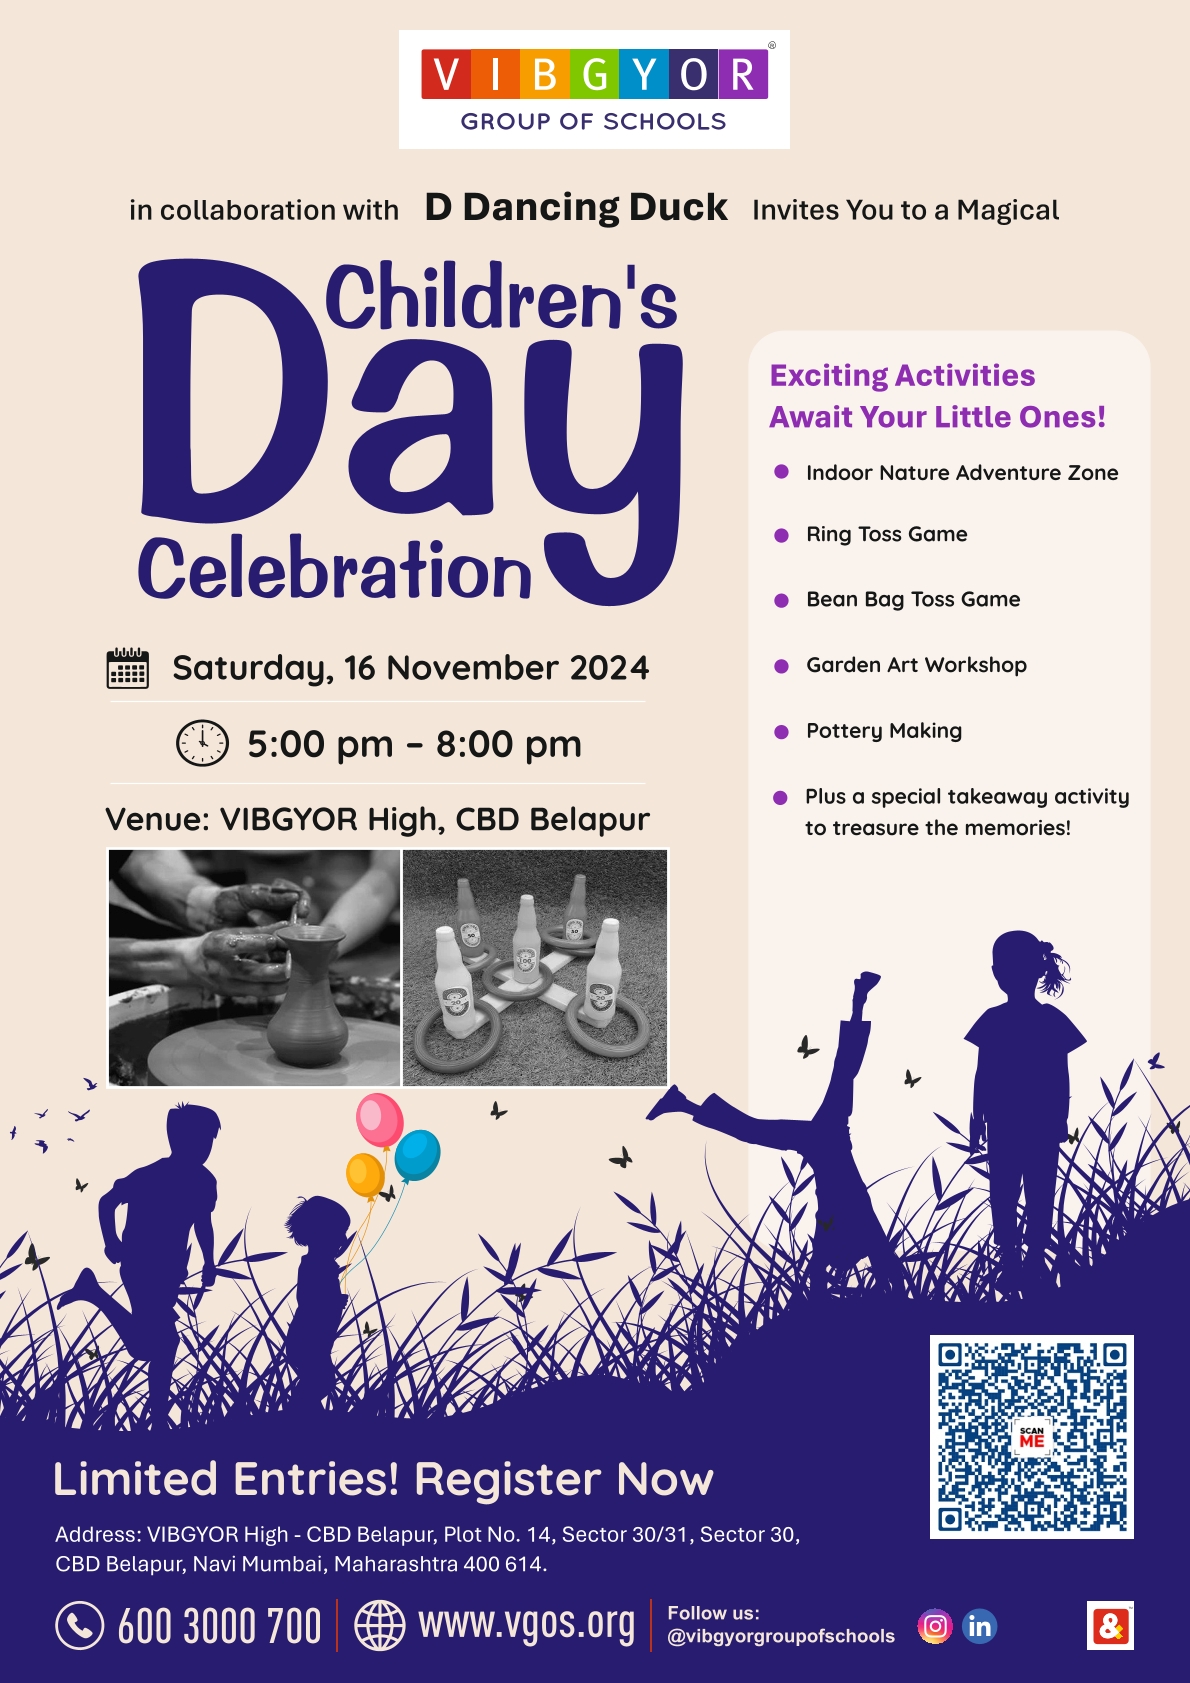 VIBGYOR®
GROUP OF SCHOOLS
in collaboration with D Dancing Duck Invites You to a Magical
Children's
Day
Celebration
Saturday, 16 November 2024
5:00 pm – 8:00 pm
Venue: VIBGYOR High, CBD Belapur
Exciting Activities
Await Your Little Ones!
Indoor Nature Adventure Zone
Ring Toss Game
Bean Bag Toss Game
Garden Art Workshop
Pottery Making
Plus a special takeaway activity
to treasure the memories!
SCAN
ME
Limited Entries! Register Now
Address: VIBGYOR High - CBD Belapur, Plot No. 14, Sector 30/31, Sector 30,
CBD Belapur, Navi Mumbai, Maharashtra 400 614.
600 3000 700
www.vgos.org
Follow us:
@vibgyorgroupofschools
in
&